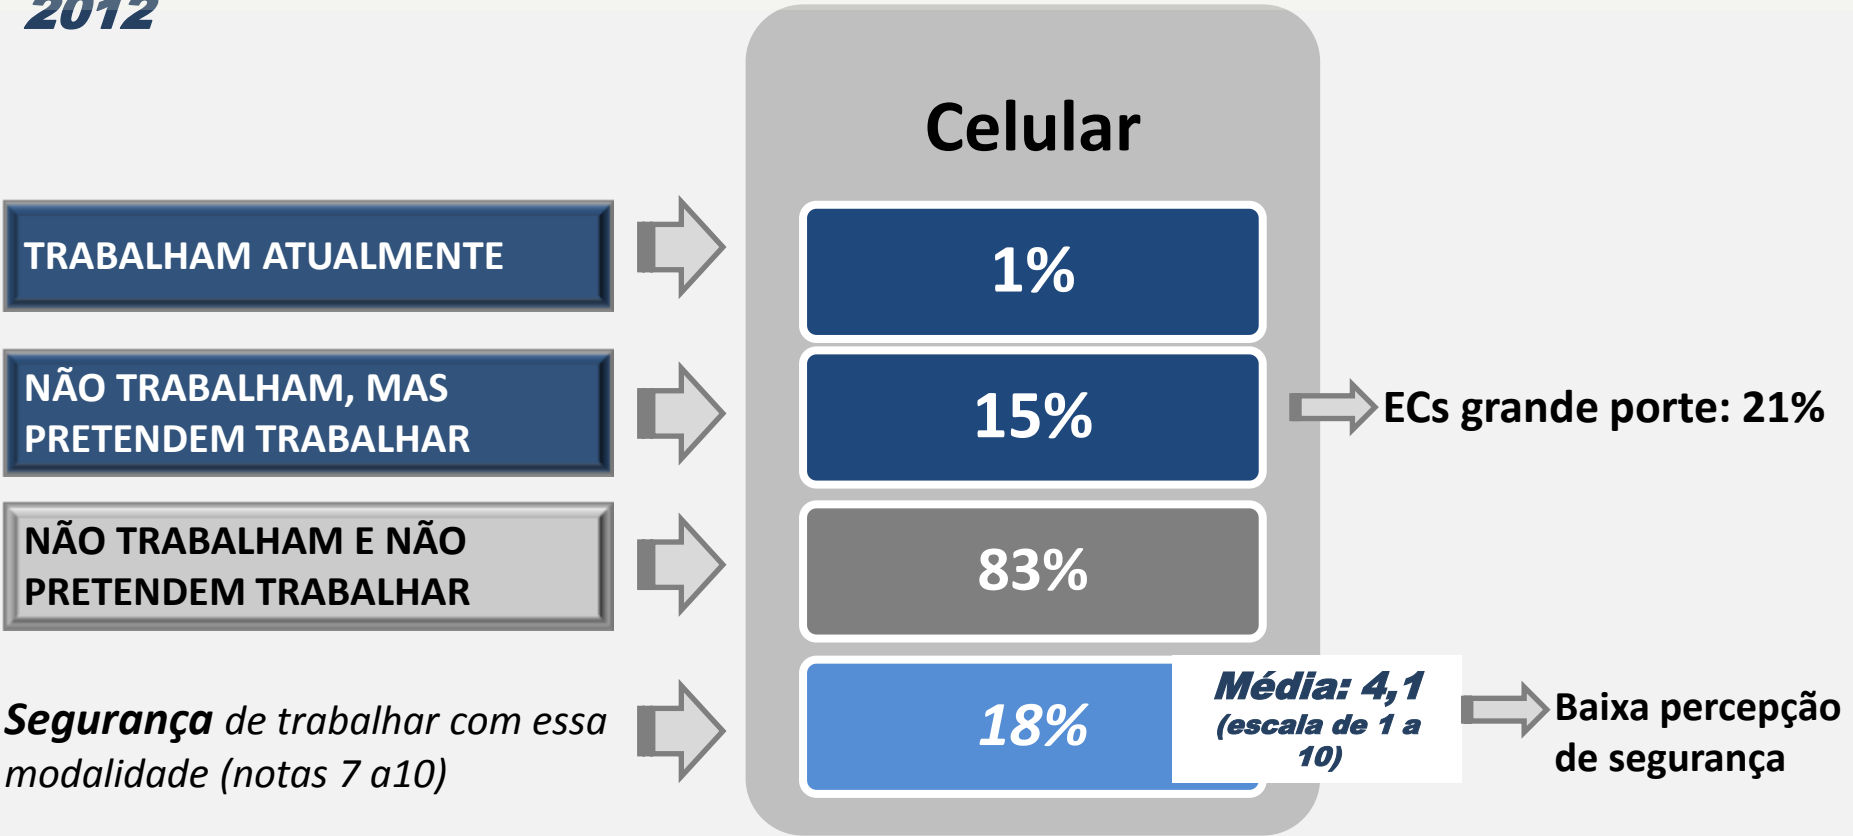 2012
Celular
TRABALHAM ATUALMENTE
1%
NÃO TRABALHAM, MAS
PRETENDEM TRABALHAR
15%
ECs grande porte: 21%
NÃO TRABALHAM E NÃO
PRETENDEM TRABALHAR
83%
Segurança de trabalhar com essa
modalidade (notas 7 a10)
18%
Média: 4,1
(escala de 1 a
10)
Baixa percepção
de segurança